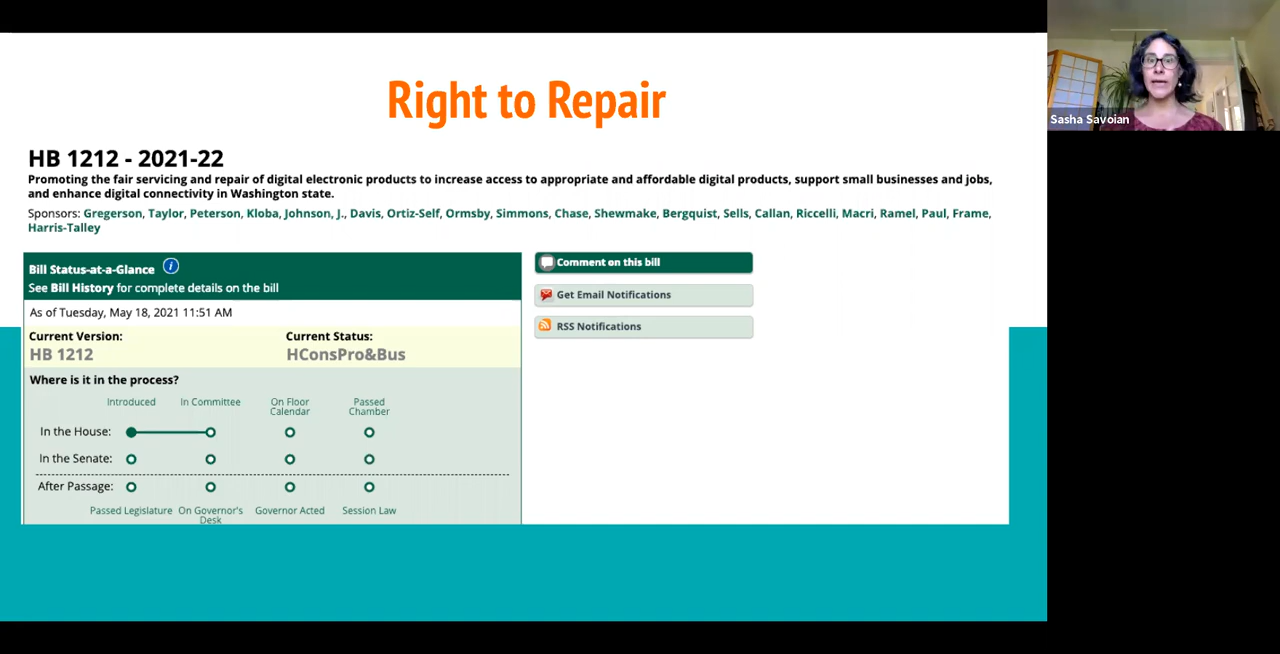 Right to Repair
HB 1212 - 2021-22
Promoting the fair servicing and repair of digital electronic products to increase access to appropriate and affordable digital products, support small businesses and jobs,
and enhance digital connectivity in Washington state.
Sponsors: Gregerson, Taylor, Peterson, Kloba, Johnson, J., Davis, Ortiz-Self, Ormsby, Simmons, Chase, Shewmake, Bergquist, Sells, Callan, Riccelli, Macri, Ramel, Paul, Frame,
Harris-Talley
Bill Status-at-a-Glance i
See Bill History for complete details on the bill
As of Tuesday, May 18, 2021 11:51 AM
Current Version: Current Status:
HB 1212 HConsPro&Bus
Where is it in the process?
Introduced In Committee On Floor Passed
Calendar Chamber
In the House:
In the Senate:
After Passage:
Passed Legislature On Governor's Governor Acted Session Law
Desk
Comment on this bill
Get Email Notifications
RSS Notifications
Sasha Savoian